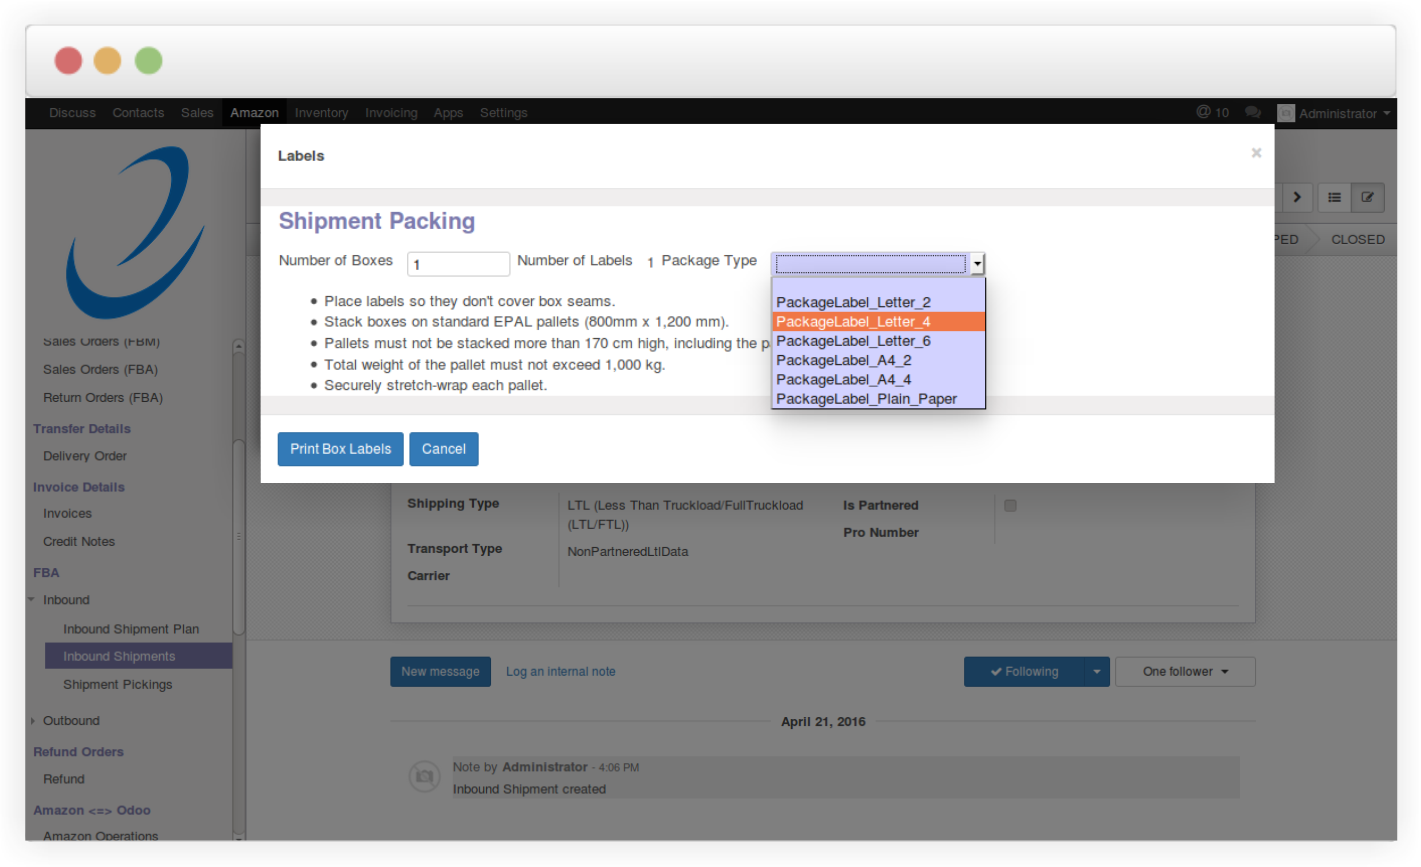 Discuss Contacts Sales Amazon Inventory Invoicing Apps Settings @ 10 Administrator
Labels ×
Shipment Packing
Number of Boxes 1 Number of Labels 1 Package Type
PackageLabel_Letter_2
PackageLabel_Letter_4
PackageLabel_Letter_6
PackageLabel_A4_2
PackageLabel_A4_4
PackageLabel_Plain_Paper
• Place labels so they don't cover box seams.
• Stack boxes on standard EPAL pallets (800mm x 1,200 mm).
• Pallets must not be stacked more than 170 cm high, including the p
• Total weight of the pallet must not exceed 1,000 kg.
• Securely stretch-wrap each pallet.
Print Box Labels Cancel
PED CLOSED
Sales Orders (FBM)
Sales Orders (FBA)
Return Orders (FBA)
Transfer Details
Delivery Order
Invoice Details
Invoices
Credit Notes
FBA
Inbound
Inbound Shipment Plan
Inbound Shipments
Shipment Pickings
Outbound
Refund Orders
Refund
Amazon <=> Odoo
Amazon Operations
Shipping Type LTL (Less Than Truckload/FullTruckload
(LTL/FTL))
Is Partnered
Pro Number
Transport Type NonPartneredLtlData
Carrier
New message Log an internal note Following One follower
April 21, 2016
Note by Administrator - 4:06 PM
Inbound Shipment created